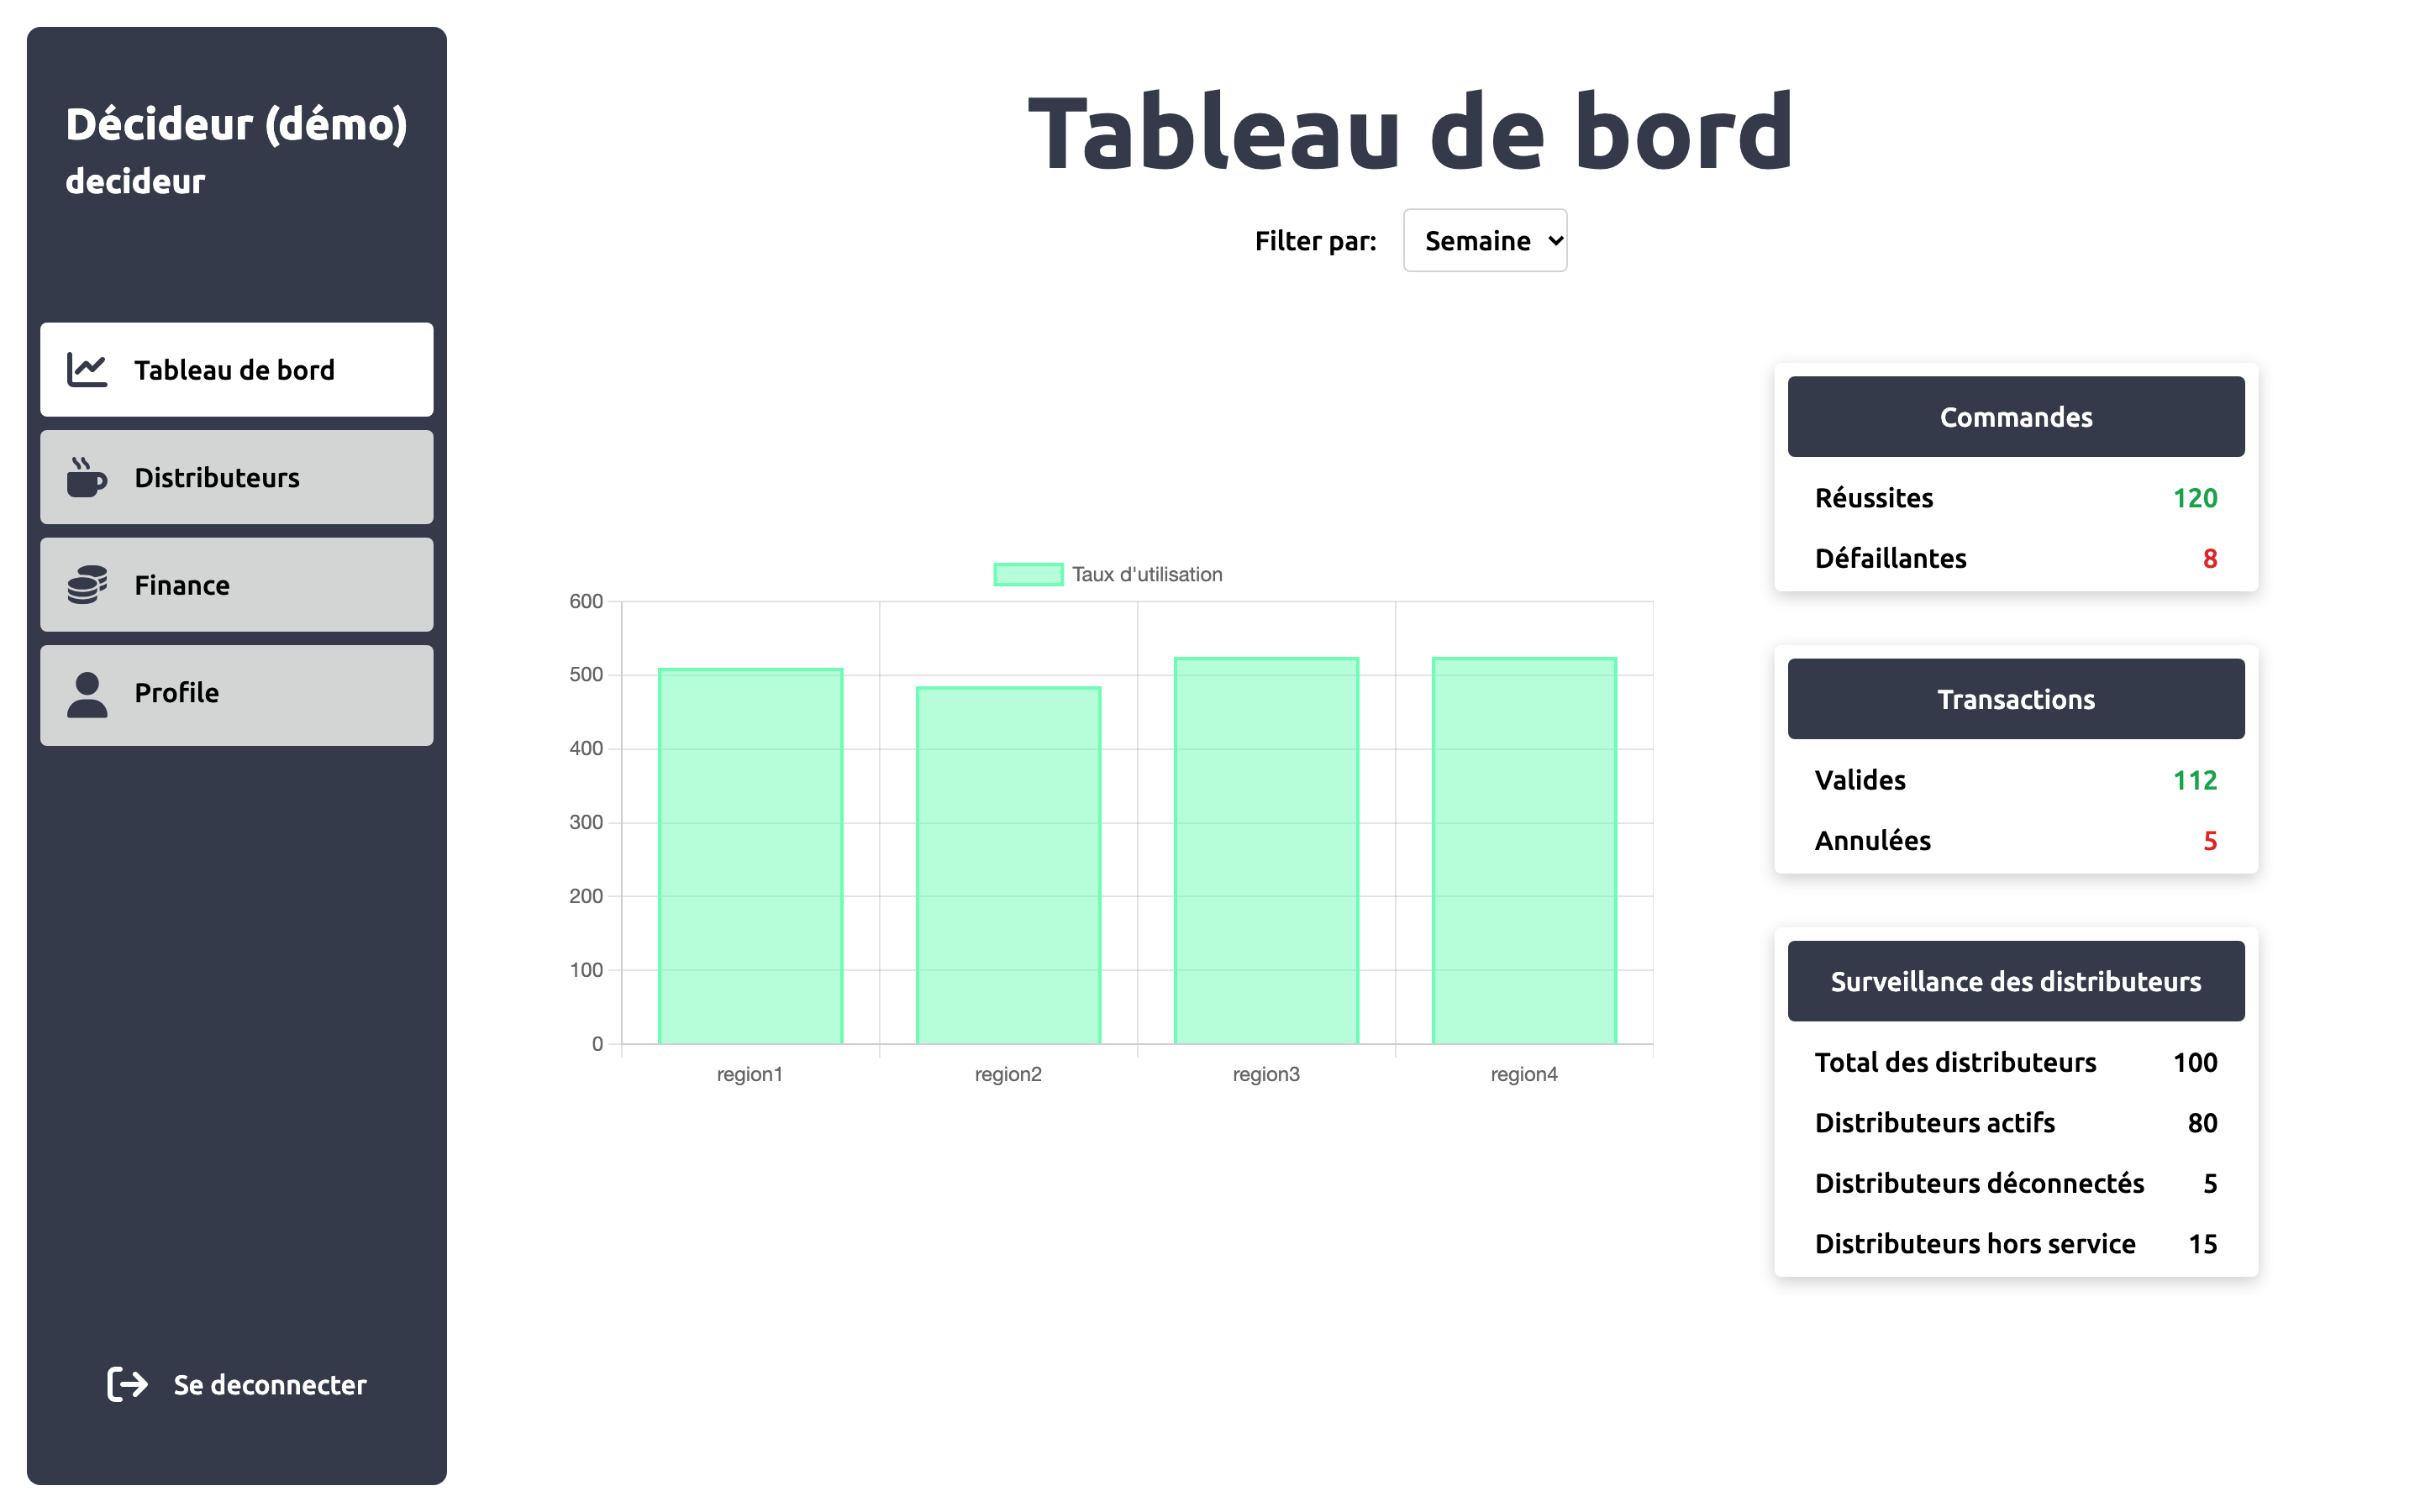 Décideur (démo)
decideur
Tableau de bord
Distributeurs
Finance
Profile
Se deconnecter
Tableau de bord
Filter par: Semaine
Taux d'utilisation
600
500
400
300
200
100
0
region1 region2 region3 region4
Commandes
Réussites 120
Défaillantes 8
Transactions
Valides 112
Annulées 5
Surveillance des distributeurs
Total des distributeurs 100
Distributeurs actifs 80
Distributeurs déconnectés 5
Distributeurs hors service 15